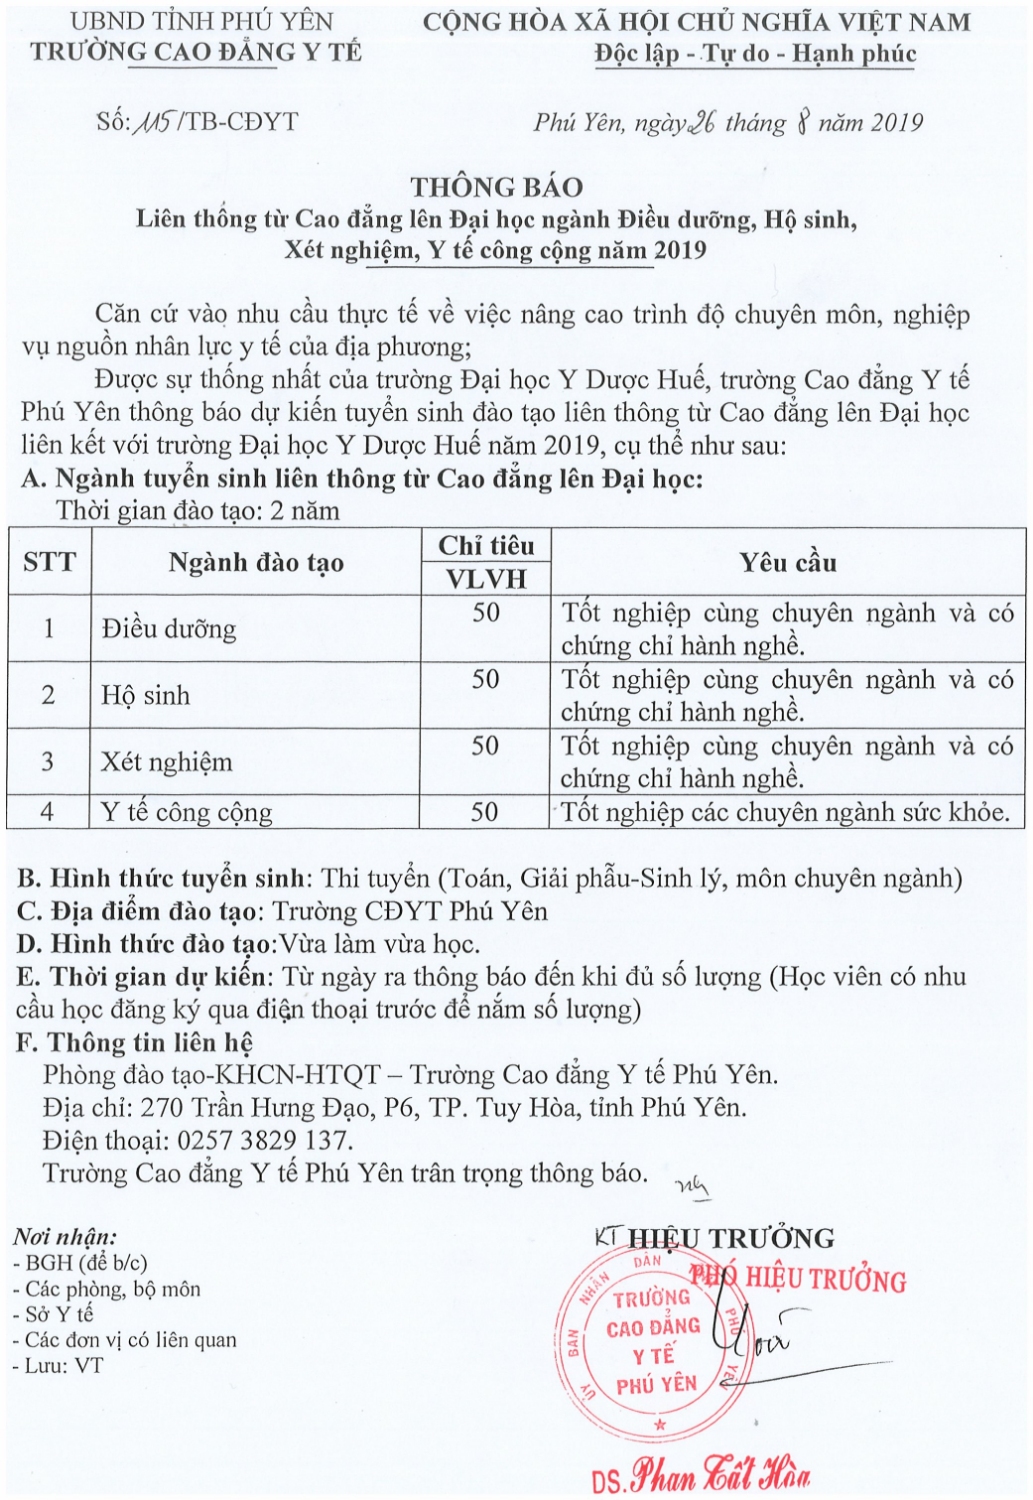 UBND TỈNH PHÚ YÊN
TRƯỜNG CAO ĐẲNG Y TẾ
CỘNG HÒA XÃ HỘI CHỦ NGHĨA VIỆT NAM
Độc lập - Tự do - Hạnh phúc
Số: 115/TB-CĐYT
Phú Yên, ngày 26 tháng 8 năm 2019
THÔNG BÁO
Liên thống từ Cao đẳng lên Đại học ngành Điều dưỡng, Hộ sinh,
Xét nghiệm, Y tế công cộng năm 2019
Căn cứ vào nhu cầu thực tế về việc nâng cao trình độ chuyên môn, nghiệp
vụ nguồn nhân lực y tế của địa phương;
Được sự thống nhất của trường Đại học Y Dược Huế, trường Cao đẳng Y tế
Phú Yên thông báo dự kiến tuyển sinh đào tạo liên thông từ Cao đẳng lên Đại học
liên kết với trường Đại học Y Dược Huế năm 2019, cụ thể như sau:
A. Ngành tuyển sinh liên thông từ Cao đẳng lên Đại học:
Thời gian đào tạo: 2 năm
STT Ngành đào tạo Chỉ tiêu Yêu cầu
VLVH
1 Điều dưỡng 50 Tốt nghiệp cùng chuyên ngành và có
chứng chỉ hành nghề.
2 Hộ sinh 50 Tốt nghiệp cùng chuyên ngành và có
chứng chỉ hành nghề.
3 Xét nghiệm 50 Tốt nghiệp cùng chuyên ngành và có
chứng chỉ hành nghề.
4 Y tế công cộng 50 Tốt nghiệp các chuyên ngành sức khỏe.
B. Hình thức tuyển sinh: Thi tuyển (Toán, Giải phẫu-Sinh lý, môn chuyên ngành)
C. Địa điểm đào tạo: Trường CĐYT Phú Yên
D. Hình thức đào tạo:Vừa làm vừa học.
E. Thời gian dự kiến: Từ ngày ra thông báo đến khi đủ số lượng (Học viên có nhu
cầu học đăng ký qua điện thoại trước để nắm số lượng)
F. Thông tin liên hệ
Phòng đào tạo-KHCN-HTQT – Trường Cao đẳng Y tế Phú Yên.
Địa chỉ: 270 Trần Hưng Đạo, P6, TP. Tuy Hòa, tỉnh Phú Yên.
Điện thoại: 0257 3829 137.
Trường Cao đẳng Y tế Phú Yên trân trọng thông báo.
Nơi nhận:
- BGH (để b/c)
- Các phòng, bộ môn
- Sở Y tế
- Các đơn vị có liên quan
- Lưu: VT
KT HIỆU TRƯỞNG
PHÓ HIỆU TRƯỞNG
ỦY BAN NHÂN DÂN PHÚ YÊN
TRƯỜNG
CAO ĐẲNG
Y TẾ
PHÚ YÊN
DS. Phan Tất Hòa